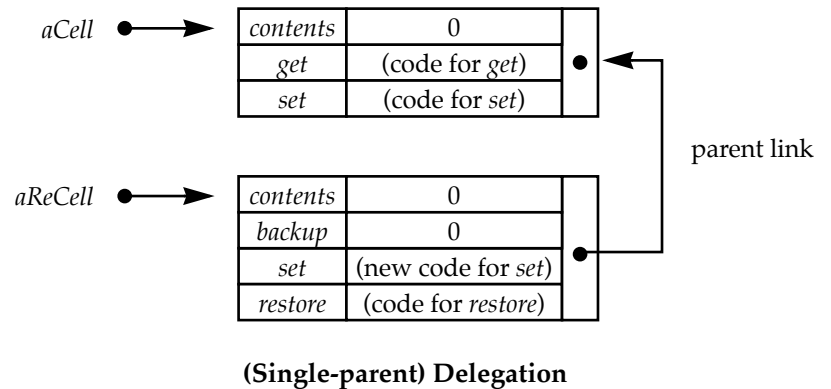 aCell contents 0
get (code for get)
set (code for set)
parent link
aReCell contents 0
backup 0
set (new code for set)
restore (code for restore)
(Single-parent) Delegation